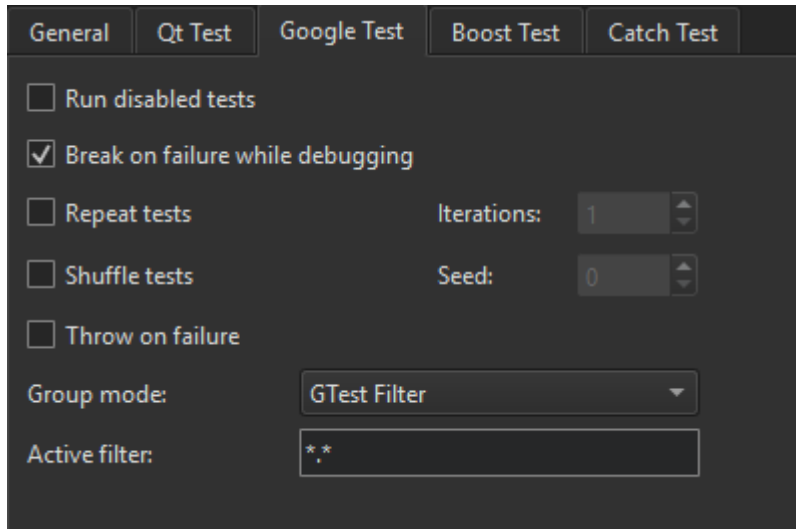 General Qt Test Google Test Boost Test Catch Test
Run disabled tests
Break on failure while debugging
Repeat tests Iterations: 1
Shuffle tests Seed: 0
Throw on failure
Group mode: GTest Filter
Active filter: *.*